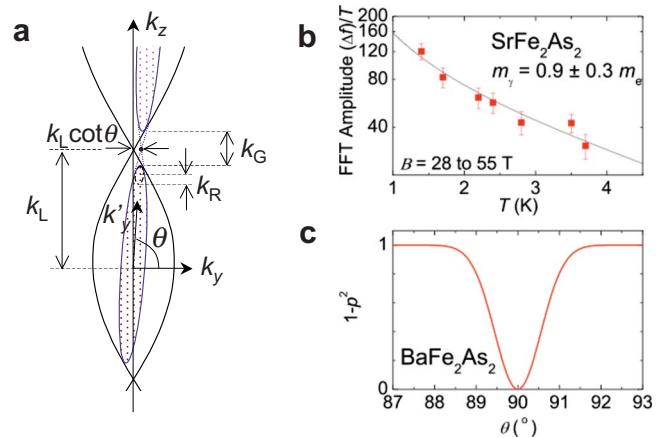 a
k_z
k_L cotθ
k_G
k_L
k_R
k'_y
θ
k_y
b
FFT Amplitude (Δf)/T
200
160
120
80
40
SrFe₂As₂
m_γ = 0.9 ± 0.3 m_e
B = 28 to 55 T
1
2
3
4
T (K)
c
1-p²
1
0
BaFe₂As₂
87
88
89
90
91
92
93
θ (°)